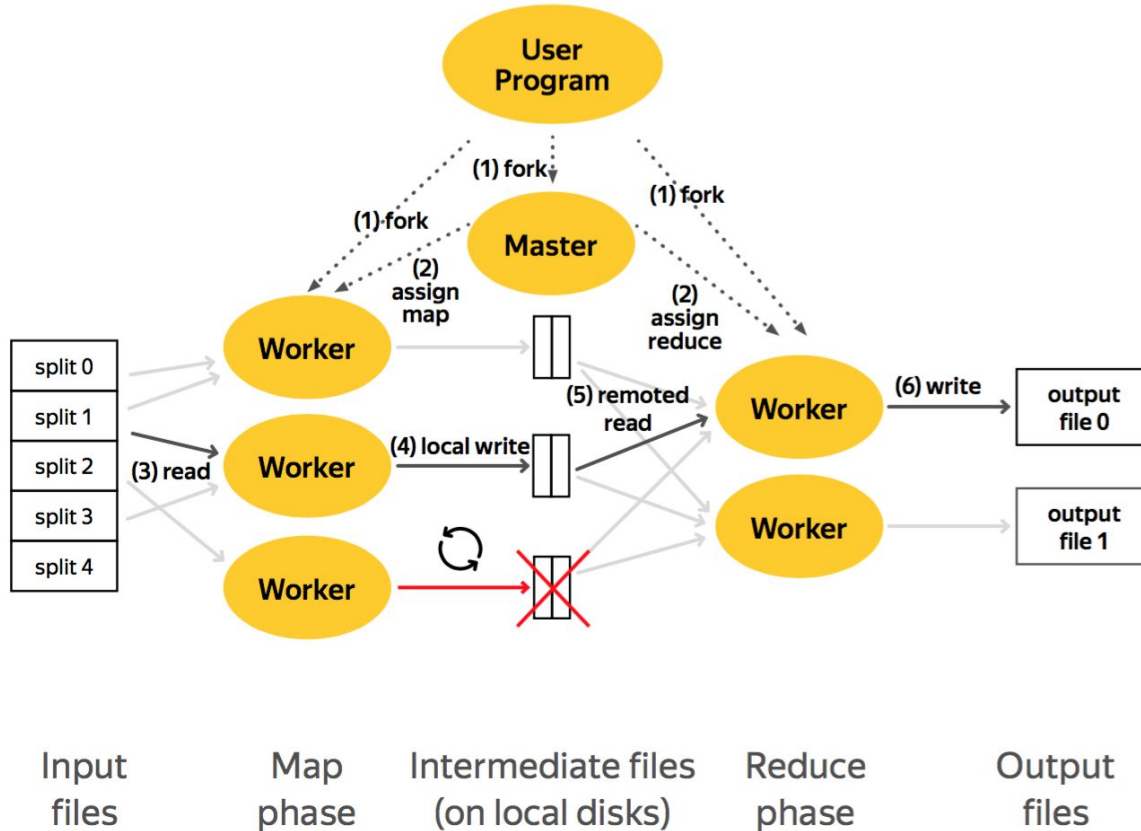 User
Program
(1) fork
(1) fork
(1) fork
Master
(2)
assign
map
(2)
assign
reduce
split 0
split 1
split 2
split 3
split 4
(3) read
Worker
Worker
Worker
(4) local write
(5) remoted
read
Worker
Worker
(6) write
output
file 0
output
file 1
Input
files
Map
phase
Intermediate files
(on local disks)
Reduce
phase
Output
files